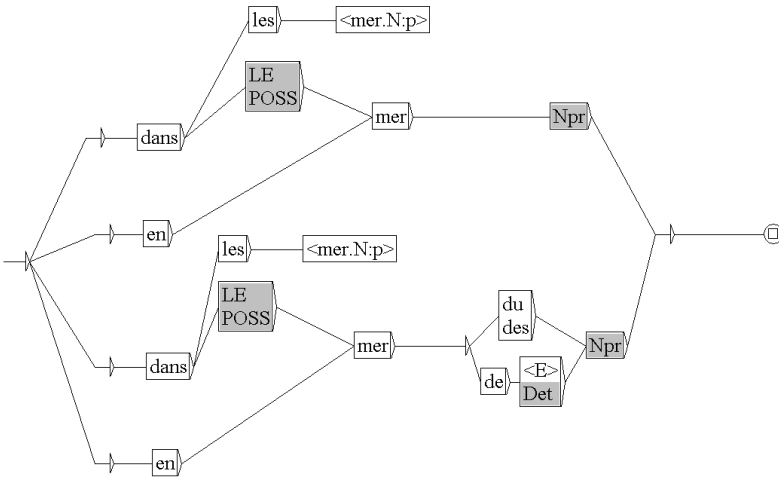 les <mer.N:p>
LE
POSS
mer Npr
dans
en
les <mer.N:p>
LE
POSS
du
des
mer
Npr
dans
de <E>
Det
en